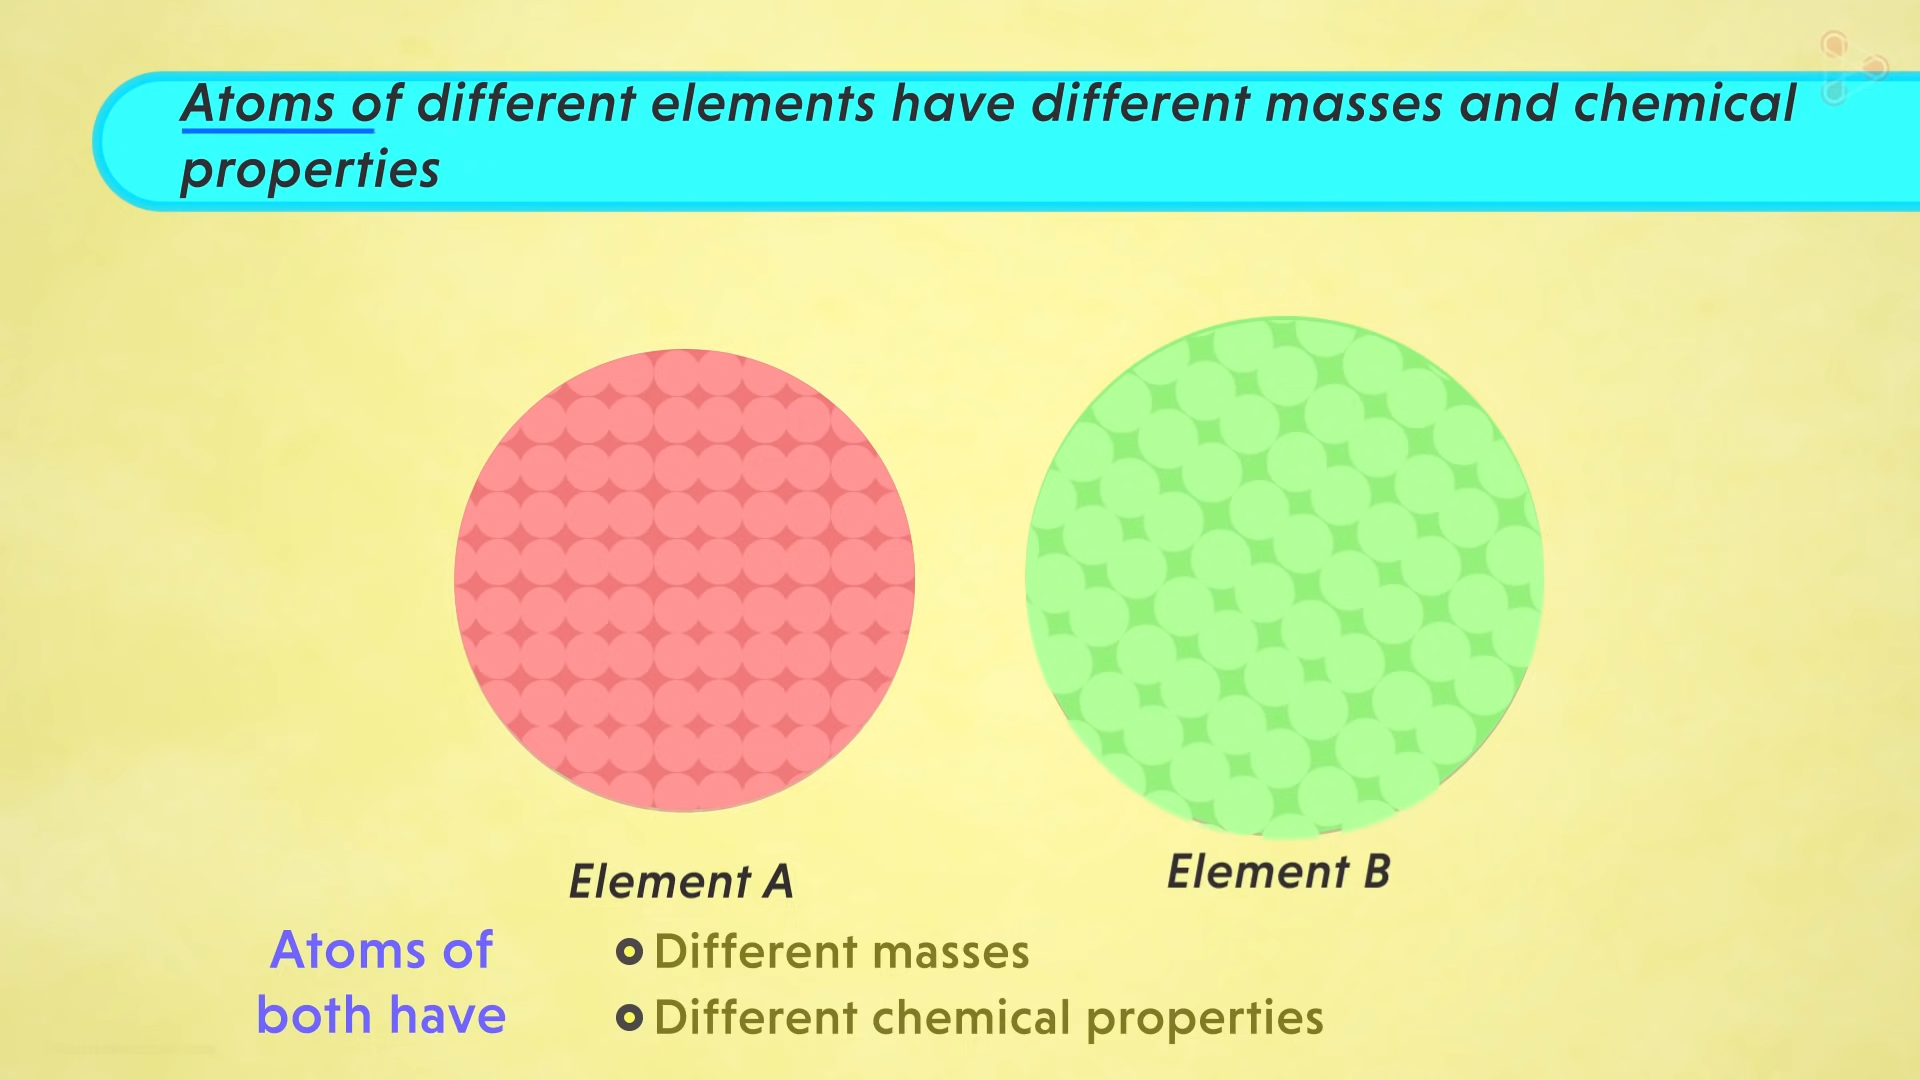 Atoms of different elements have different masses and chemical
properties
Element A
Element B
Atoms of
both have
Different masses
Different chemical properties